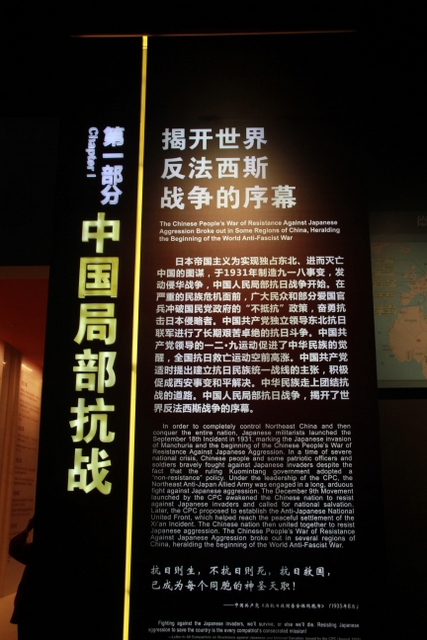 第一部分
Chapter I
中国局部抗战
揭开世界
反法西斯
战争的序幕
The Chinese People's War of Resistance Against Japanese
Aggression Broke out in Some Regions of China, Heralding
the Beginning of the World Anti-Fascist War
日本帝国主义为实现独占东北、进而灭亡
中国的图谋，于1931年制造九一八事变，发
动侵华战争，中国人民局部抗日战争开始。在
严重的民族危机面前，广大民众和部分爱国官
兵冲破国民党政府的“不抵抗”政策，奋勇抗
击日本侵略者。中国共产党独立领导东北抗日
联军进行了长期艰苦卓绝的抗日斗争。中国共
产党领导的一二·九运动促进了中华民族的觉
醒，全国抗日救亡运动空前高涨。中国共产党
适时提出建立抗日民族统一战线的主张，积极
促成西安事变和平解决。中华民族走上团结抗
战的道路。中国人民局部抗日战争，揭开了世
界反法西斯战争的序幕。
In order to completely control Northeast China and then
conquer the entire nation, Japanese militarists launched the
September 18th Incident in 1931, marking the Japanese invasion
of Manchuria and the beginning of the Chinese People's War of
Resistance Against Japanese Aggression. In a time of severe
national crisis, Chinese people and some patriotic officers and
soldiers bravely fought against Japanese invaders despite the
fact that the ruling Kuomintang government adopted a
"non-resistance" policy. Under the leadership of the CPC, the
Northeast Anti-Japan Allied Army was engaged in a long, arduous
fight against Japanese aggression. The December 9th Movement
launched by the CPC awakened the Chinese nation to resist
against Japanese invaders and called for national salvation.
Later, the CPC proposed to establish the Anti-Japanese National
United Front, which helped reach the peaceful settlement of the
Xi'an Incident. The Chinese nation then united together to resist
Japanese aggression. The Chinese People's War of Resistance
Against Japanese Aggression broke out in several regions of
China, heralding the beginning of the World Anti-Fascist War.
抗日则生，不抗日则死，抗日救国，
已成为每个同胞的神圣天职！
Fighting against the Japanese invaders, we'll survive, or else we'll die. Resisting Japanese
aggression to save the country is the every compatriot's consecrated mission!